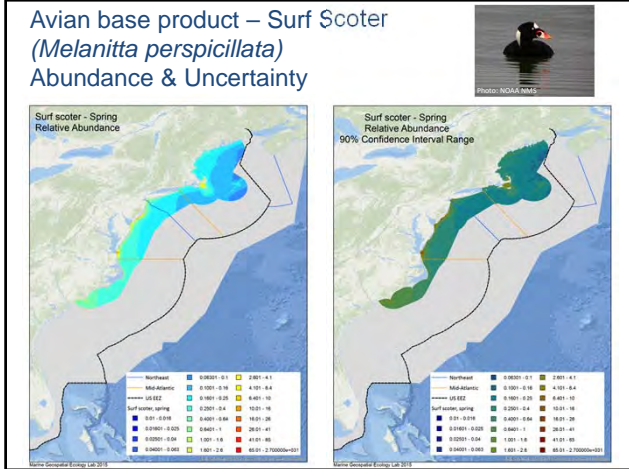 Avian base product – Surf Scoter
(Melanitta perspicillata)
Abundance & Uncertainty
Photo: NOAA NMS
Surf scoter - Spring
Relative Abundance
Northeast
Mid-Atlantic
US EEZ
Surf scoter, spring
0.01 - 0.016
0.01601 - 0.025
0.02501 - 0.04
0.04001 - 0.063
0.06301 - 0.1
0.1001 - 0.16
0.1601 - 0.25
0.2501 - 0.4
0.4001 - 0.64
0.6401 - 1
1.001 - 1.6
1.601 - 2.6
2.601 - 4.1
4.101 - 6.4
6.401 - 10
10.01 - 16
16.01 - 26
26.01 - 41
41.01 - 65
65.01 - 2.700000e+031
Marine Geospatial Ecology Lab 2015
Surf scoter - Spring
Relative Abundance
90% Confidence Interval Range
Northeast
Mid-Atlantic
US EEZ
Surf scoter, spring
0.01 - 0.016
0.01601 - 0.025
0.02501 - 0.04
0.04001 - 0.063
0.06301 - 0.1
0.1001 - 0.16
0.1601 - 0.25
0.2501 - 0.4
0.4001 - 0.64
0.6401 - 1
1.001 - 1.6
1.601 - 2.6
2.601 - 4.1
4.101 - 6.4
6.401 - 10
10.01 - 16
16.01 - 26
26.01 - 41
41.01 - 65
65.01 - 2.700000e+031
Marine Geospatial Ecology Lab 2015